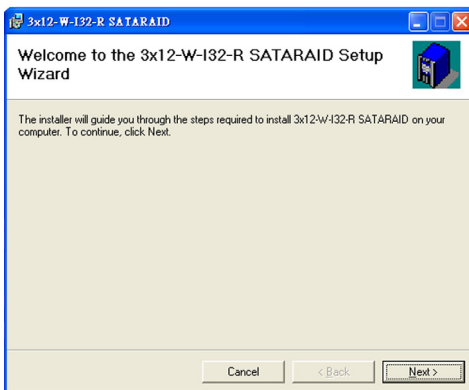 3x12-W-I32-R SATARAID
Welcome to the 3x12-W-I32-R SATARAID Setup
Wizard
The installer will guide you through the steps required to install 3x12-W-I32-R SATARAID on your
computer. To continue, click Next.
Cancel
< Back
Next >